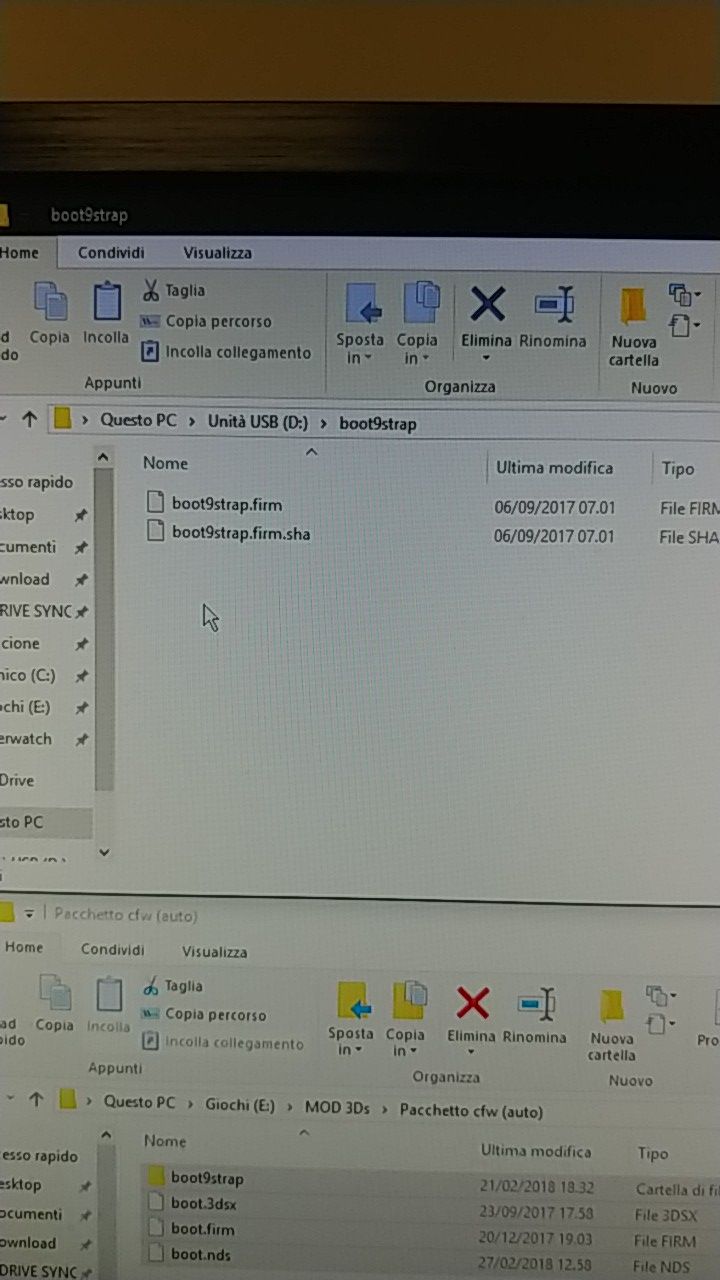 boot9strap
Home Condividi Visualizza
Copia Incolla Taglia
Copia percorso
Incolla collegamento
Appunti
Sposta in Copia in Elimina Rinomina
Organizza
Nuova cartella
Nuovo
Questo PC > Unità USB (D:) > boot9strap
Nome Ultima modifica Tipo
boot9strap.firm 06/09/2017 07.01 File FIRM
boot9strap.firm.sha 06/09/2017 07.01 File SHA
sso rapido
sktop
cumenti
wnload
RIVE SYNC
cione
nico (C:)
ochi (E:)
erwatch
Drive
sto PC
Pacchetto cfw (auto)
Home Condividi Visualizza
Copia Incolla Taglia
Copia percorso
Incolla collegamento
Appunti
Sposta in Copia in Elimina Rinomina
Organizza
Nuova cartella
Nuovo
Pro
Questo PC > Giochi (E:) > MOD 3Ds > Pacchetto cfw (auto)
Nome Ultima modifica Tipo
boot9strap 21/02/2018 18.32 Cartella di fi
boot.3dsx 23/09/2017 17.58 File 3DSX
boot.firm 20/12/2017 19.03 File FIRM
boot.nds 27/02/2018 12.58 File NDS
esso rapido
esktop
ocumenti
ownload
DRIVE SYNC